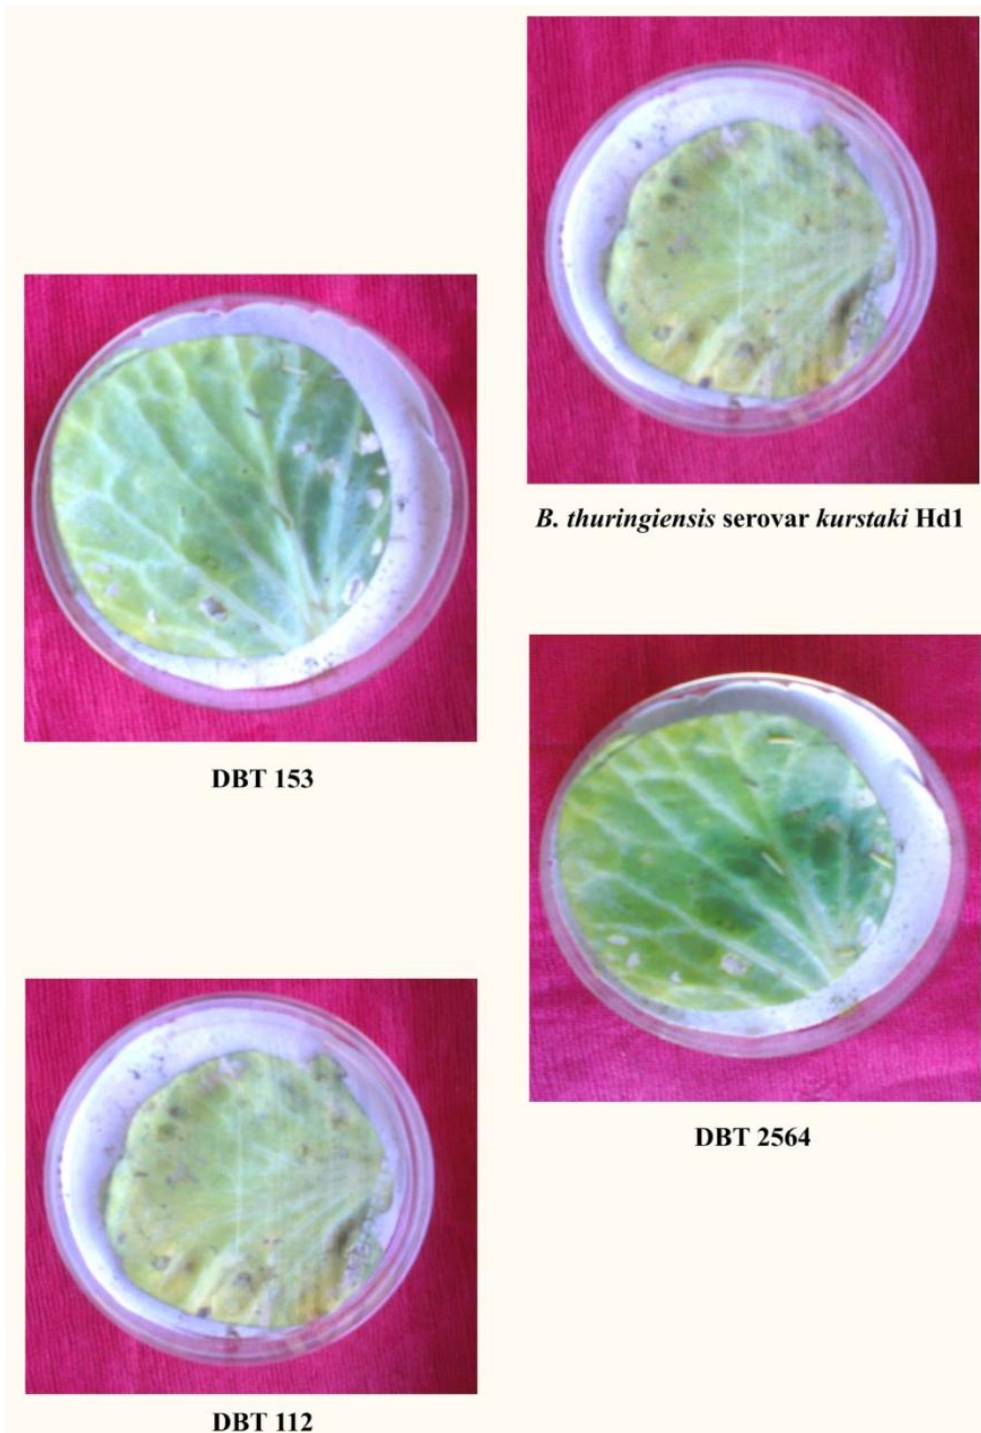 B. thuringiensis serovar kurstaki Hd1
DBT 153
DBT 2564
DBT 112